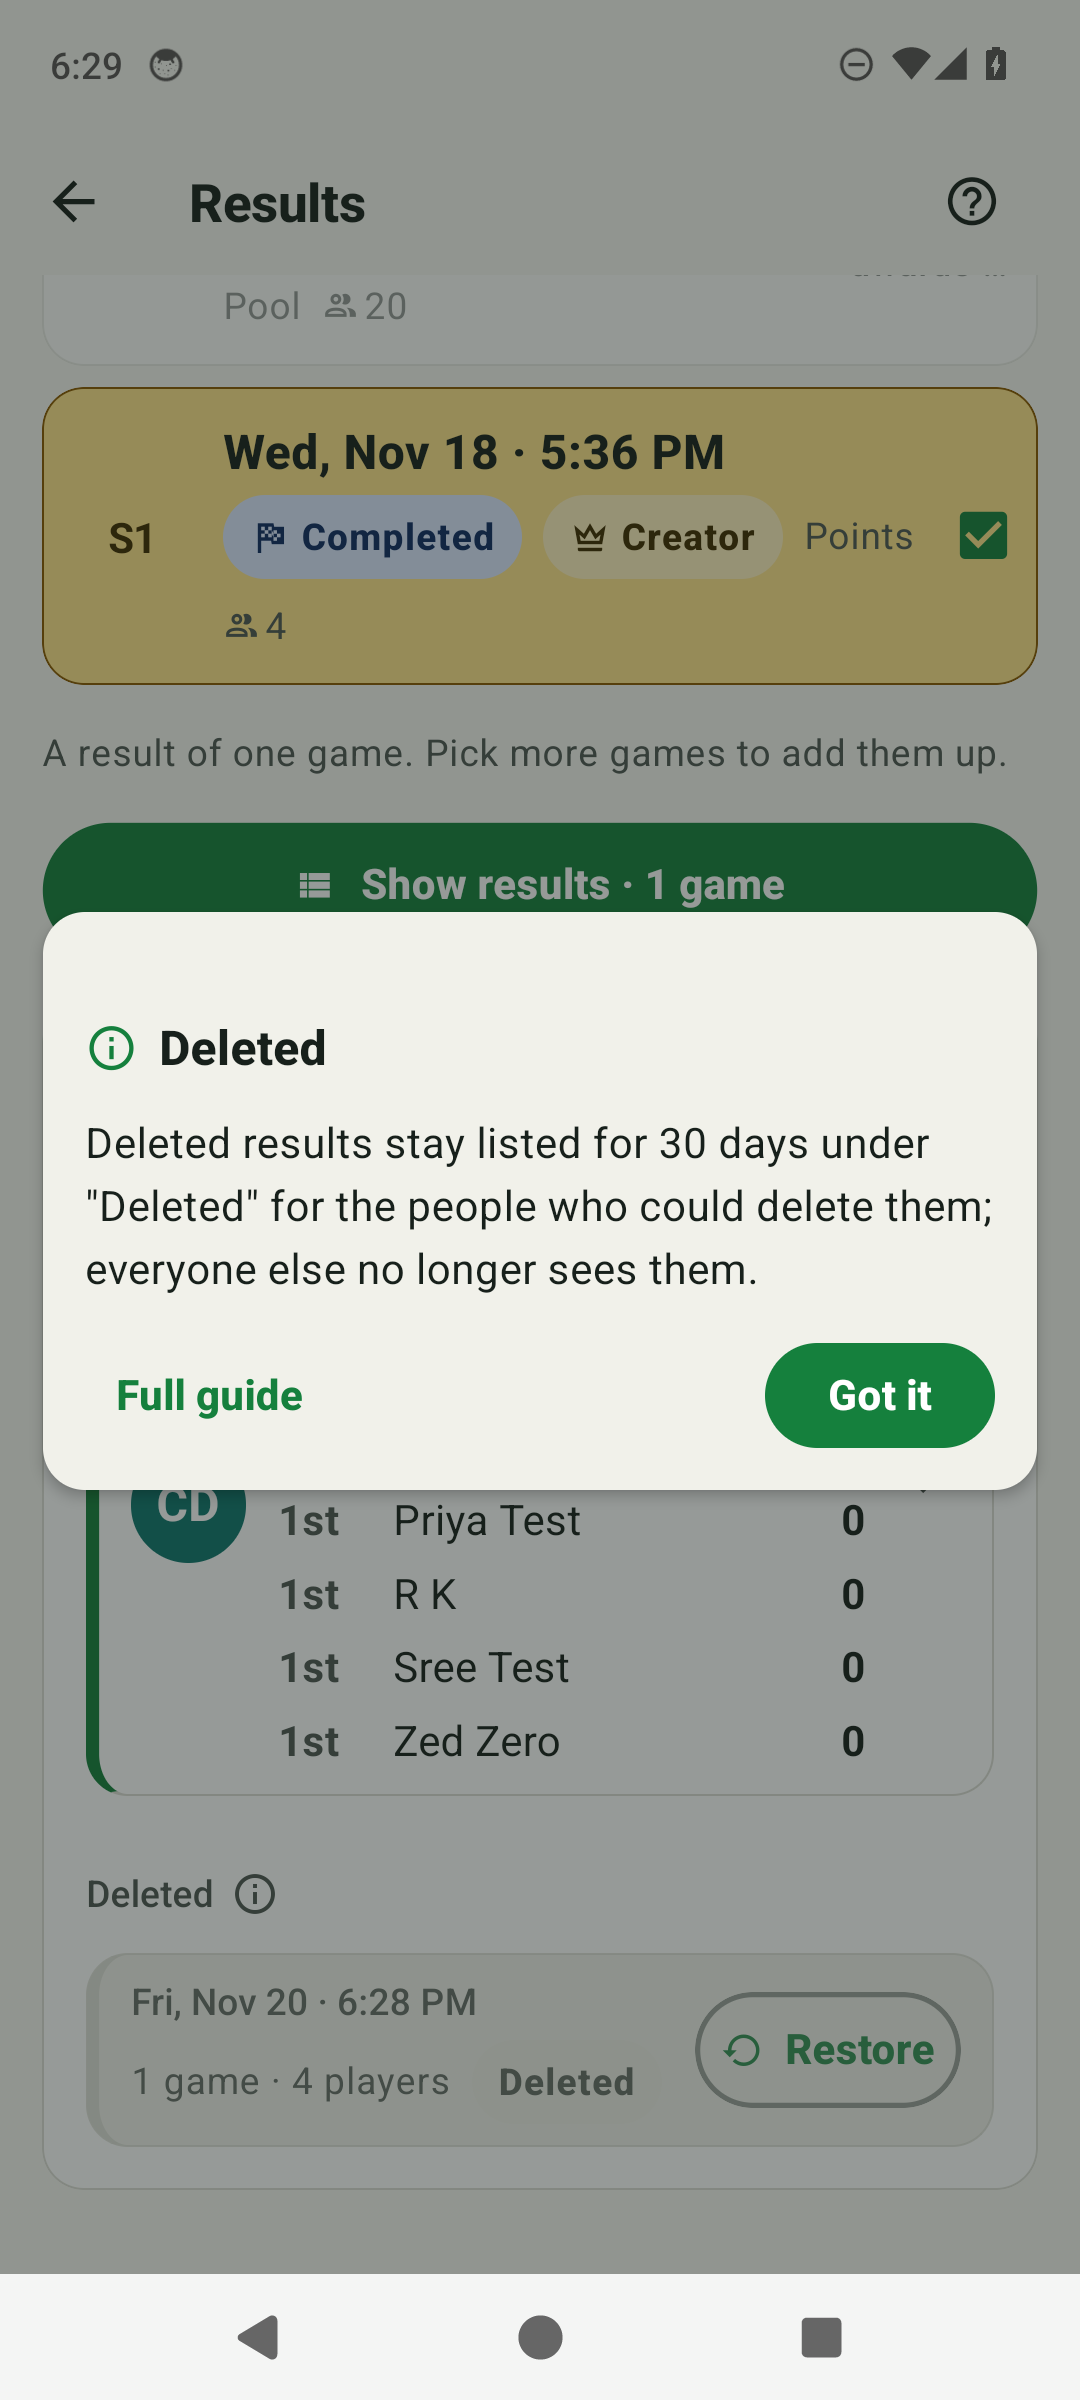 6:29
Results
Pool 20
Wed, Nov 18 · 5:36 PM
S1
Completed
Creator
Points
4
A result of one game. Pick more games to add them up.
Show results · 1 game
Deleted
Deleted results stay listed for 30 days under
"Deleted" for the people who could delete them;
everyone else no longer sees them.
Full guide
Got it
CD
1st Priya Test 0
1st R K 0
1st Sree Test 0
1st Zed Zero 0
Deleted
Fri, Nov 20 · 6:28 PM
1 game · 4 players Deleted
Restore